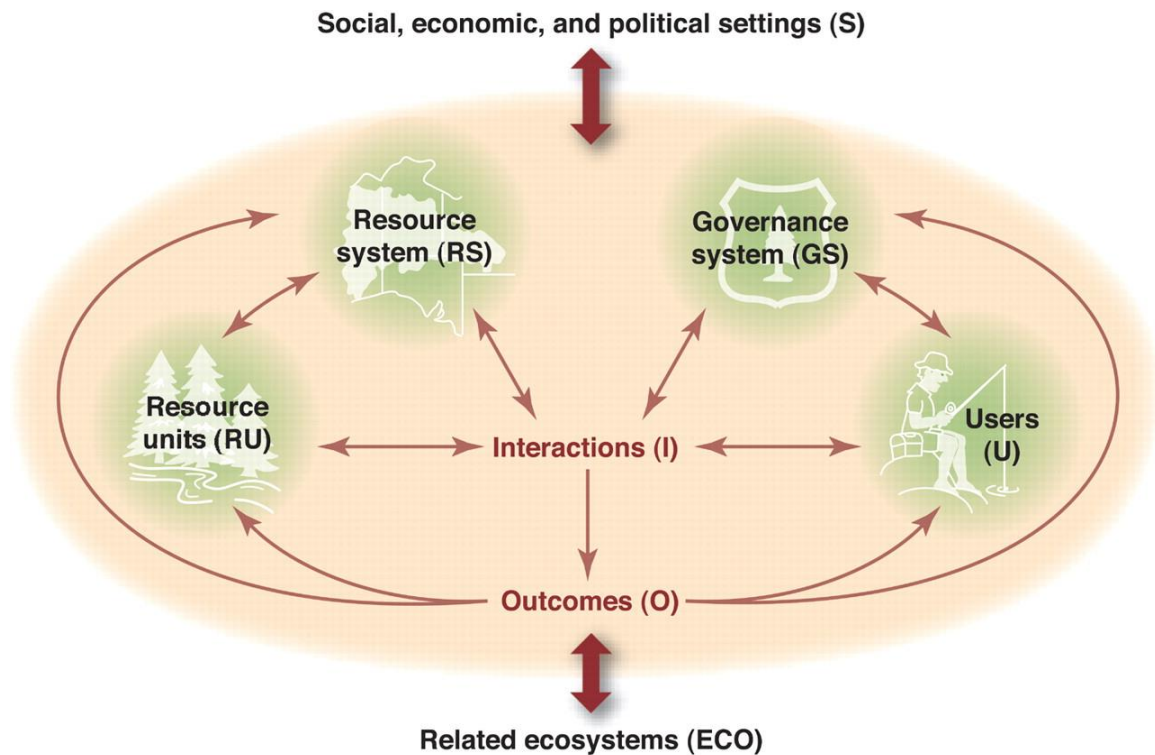 Social, economic, and political settings (S)
Resource
system (RS)
Governance
system (GS)
Resource
units (RU)
Interactions (I)
Users
(U)
Outcomes (O)
Related ecosystems (ECO)